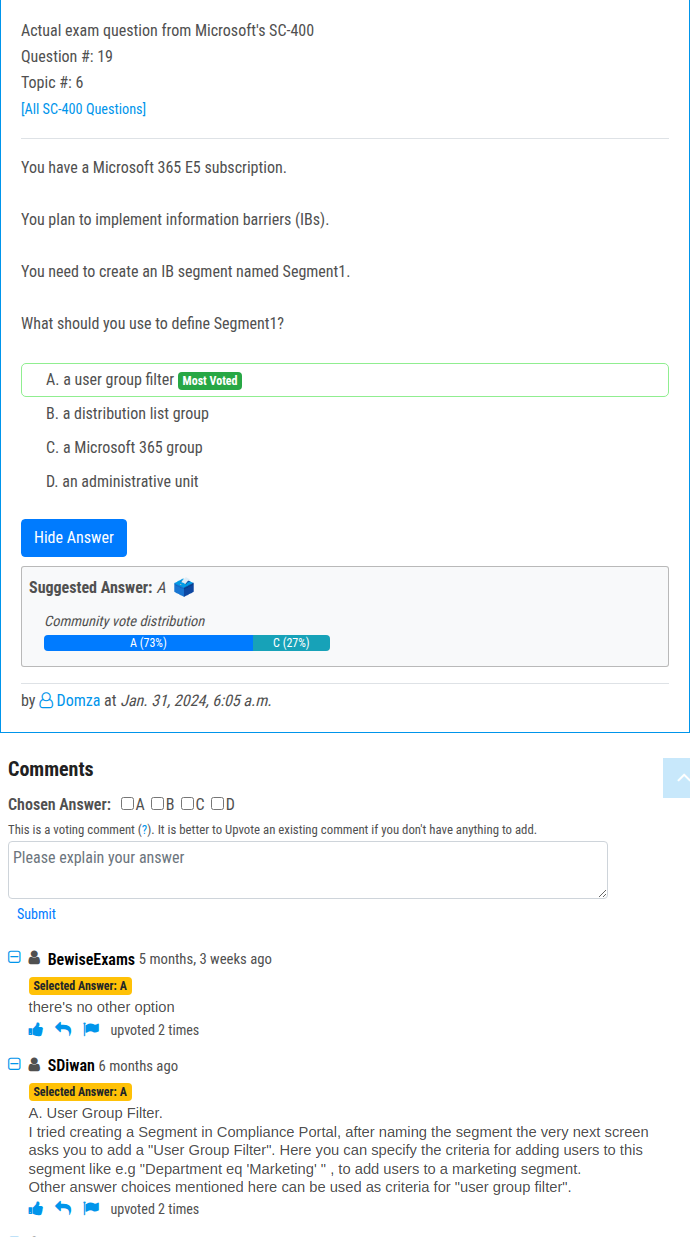 Actual exam question from Microsoft's SC-400
Question #: 19
Topic #: 6
[All SC-400 Questions]
You have a Microsoft 365 E5 subscription.
You plan to implement information barriers (IBs).
You need to create an IB segment named Segment1.
What should you use to define Segment1?
A. a user group filter Most Voted
B. a distribution list group
C. a Microsoft 365 group
D. an administrative unit
Hide Answer
Suggested Answer: A
Community vote distribution
A (73%) C (27%)
by Domza at Jan. 31, 2024, 6:05 a.m.
Comments
Chosen Answer: A B C D
This is a voting comment (?). It is better to Upvote an existing comment if you don't have anything to add.
Please explain your answer
Submit
BewiseExams 5 months, 3 weeks ago
Selected Answer: A
there's no other option
upvoted 2 times
SDiwan 6 months ago
Selected Answer: A
A. User Group Filter.
I tried creating a Segment in Compliance Portal, after naming the segment the very next screen
asks you to add a "User Group Filter". Here you can specify the criteria for adding users to this
segment like e.g "Department eq 'Marketing' " , to add users to a marketing segment.
Other answer choices mentioned here can be used as criteria for "user group filter".
upvoted 2 times